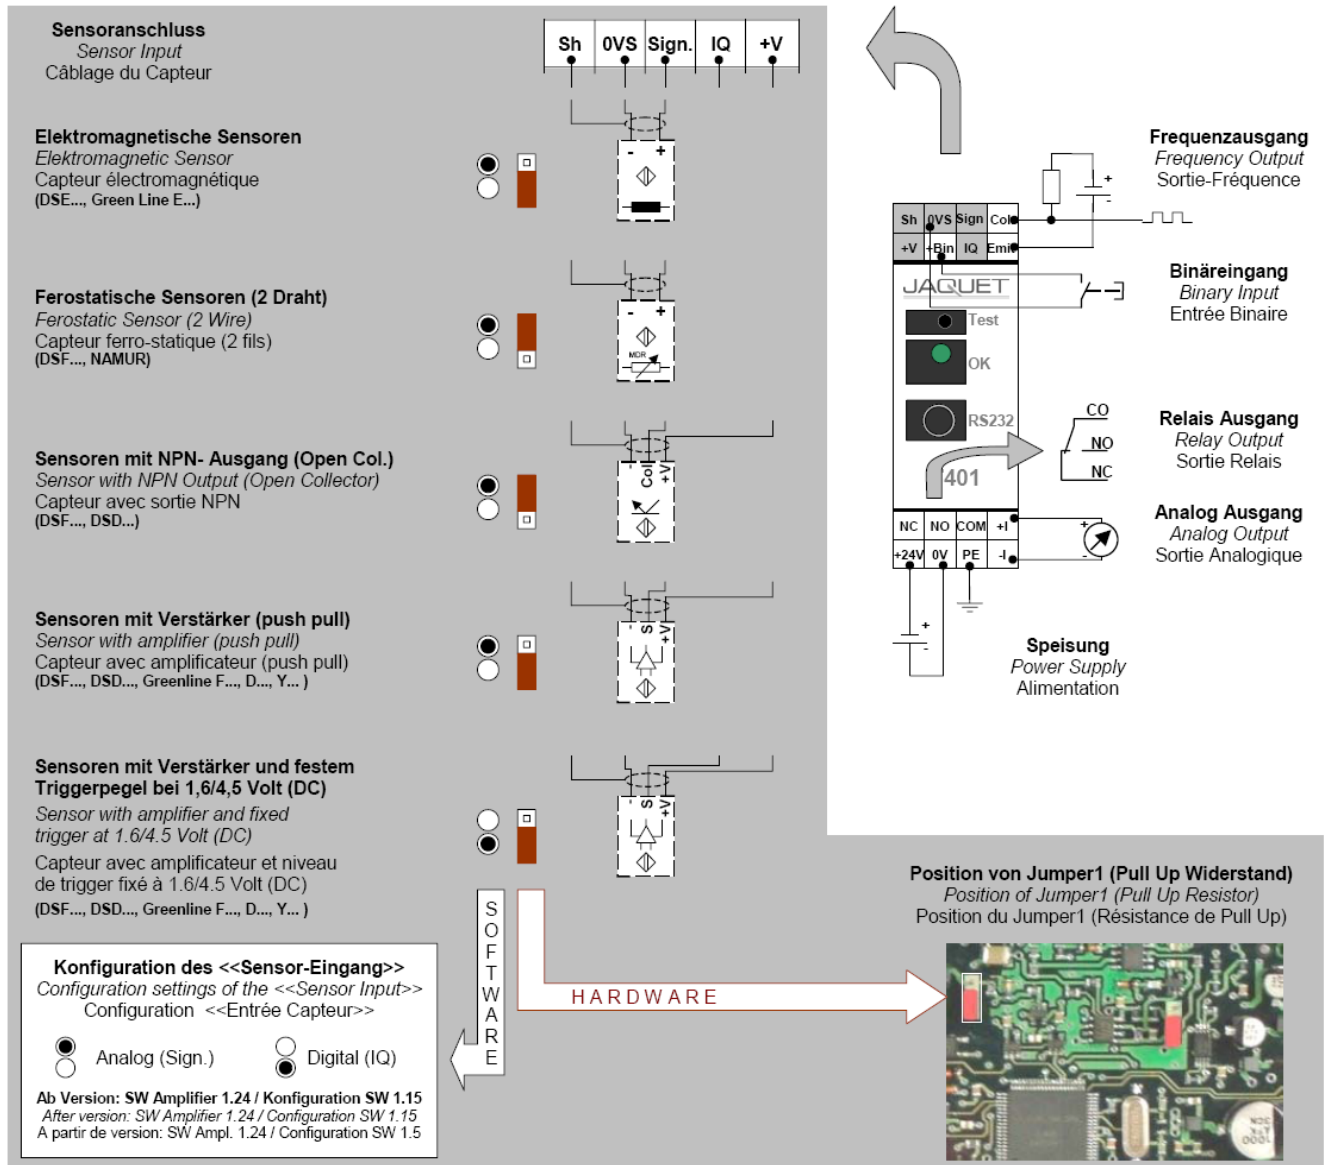 Sensoranschluss
Sensor Input
Câblage du Capteur
Sh 0VS Sign. IQ +V
Elektromagnetische Sensoren
Elektromagnetic Sensor
Capteur électromagnétique
(DSE..., Green Line E...)
- +
Ferostatische Sensoren (2 Draht)
Ferostatic Sensor (2 Wire)
Capteur ferro-statique (2 fils)
(DSF..., NAMUR)
- +
MDR
Sensoren mit NPN- Ausgang (Open Col.)
Sensor with NPN Output (Open Collector)
Capteur avec sortie NPN
(DSF..., DSD...)
- Col +V
Sensoren mit Verstärker (push pull)
Sensor with amplifier (push pull)
Capteur avec amplificateur (push pull)
(DSF..., DSD..., Greenline F..., D..., Y... )
- S +V
Sensoren mit Verstärker und festem
Triggerpegel bei 1,6/4,5 Volt (DC)
Sensor with amplifier and fixed
trigger at 1.6/4.5 Volt (DC)
Capteur avec amplificateur et niveau
de trigger fixé à 1.6/4.5 Volt (DC)
(DSF..., DSD..., Greenline F..., D..., Y... )
- S +V
SOFTWARE
HARDWARE
Konfiguration des <<Sensor-Eingang>>
Configuration settings of the <<Sensor Input>>
Configuration <<Entrée Capteur>>
Analog (Sign.) Digital (IQ)
Ab Version: SW Amplifier 1.24 / Konfiguration SW 1.15
After version: SW Amplifier 1.24 / Configuration SW 1.15
A partir de version: SW Ampl. 1.24 / Configuration SW 1.5
Frequenzausgang
Frequency Output
Sortie-Fréquence
+
-
Sh 0VS Sign Col
+V +Bin IQ Emit
JAQUET
Test
OK
RS232
401
NC NO COM +I
+24V 0V PE -I
Binäreingang
Binary Input
Entrée Binaire
CO
NO
NC
Relais Ausgang
Relay Output
Sortie Relais
+
-
Analog Ausgang
Analog Output
Sortie Analogique
+
-
Speisung
Power Supply
Alimentation
Position von Jumper1 (Pull Up Widerstand)
Position of Jumper1 (Pull Up Resistor)
Position du Jumper1 (Résistance de Pull Up)